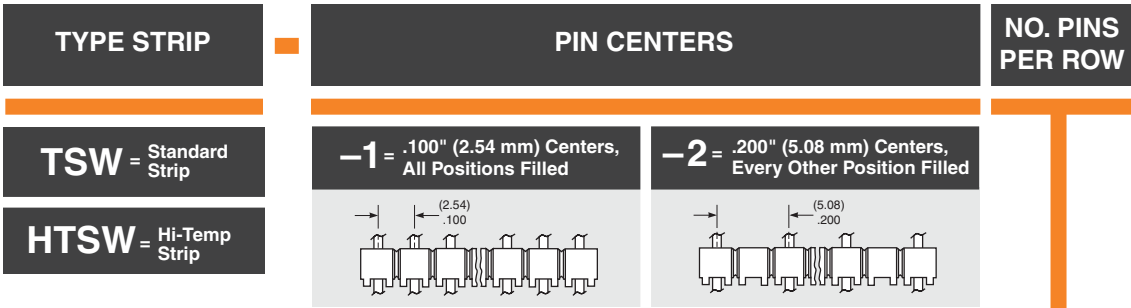 TYPE STRIP
-
PIN CENTERS
NO. PINS
PER ROW
TSW = Standard
Strip
HTSW = Hi-Temp
Strip
–1 = .100" (2.54 mm) Centers,
All Positions Filled
(2.54)
.100
–2 = .200" (5.08 mm) Centers,
Every Other Position Filled
(5.08)
.200